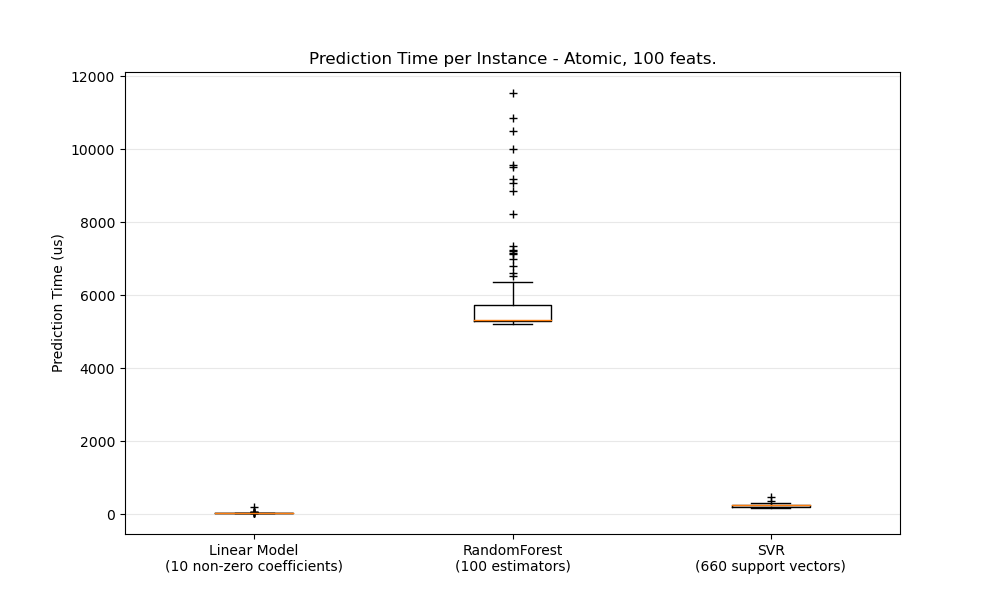 Prediction Time per Instance - Atomic, 100 feats.
12000
10000
8000
6000
4000
2000
0
Prediction Time (us)
Linear Model
(10 non-zero coefficients)
RandomForest
(100 estimators)
SVR
(660 support vectors)